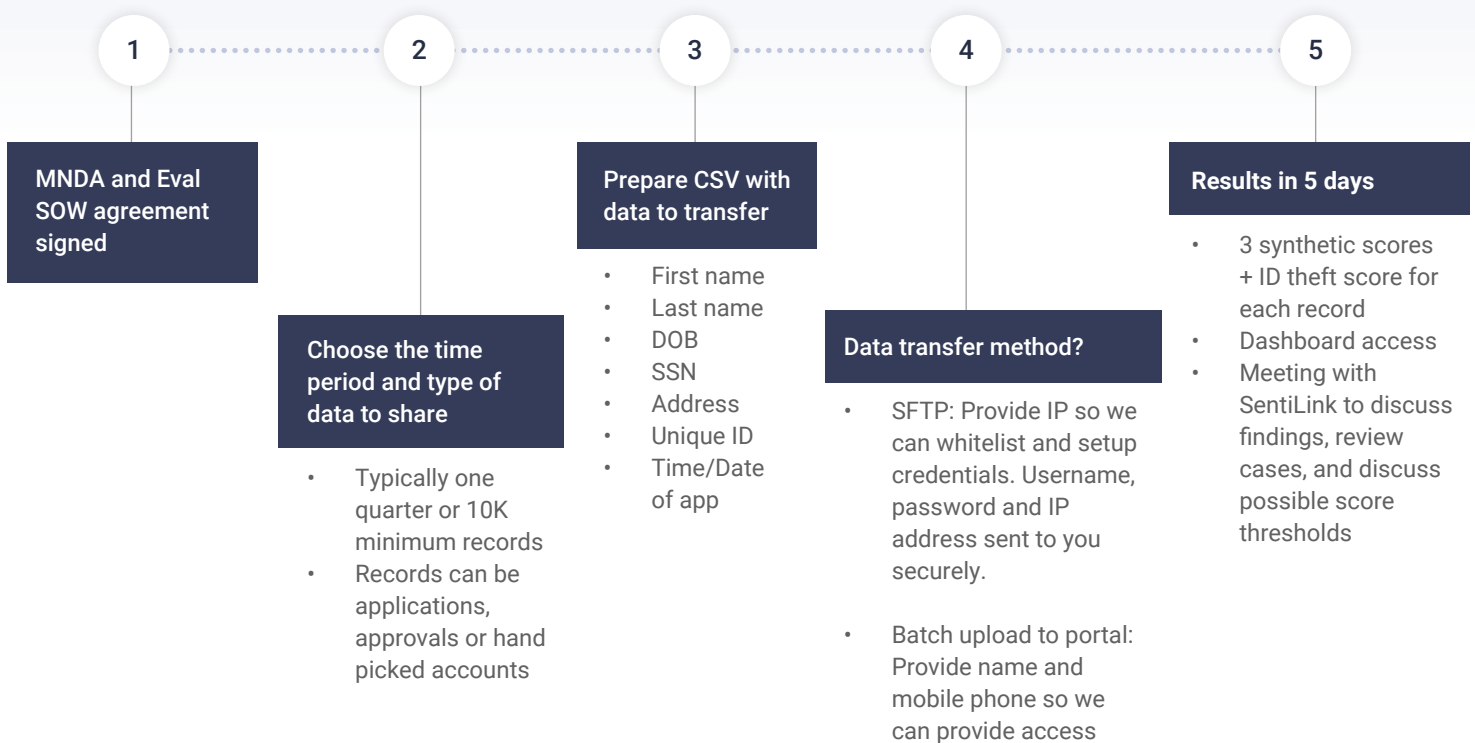 1
2
3
4
5
MNDA and Eval
SOW agreement
signed
Choose the time
period and type of
data to share
• Typically one
quarter or 10K
minimum records
• Records can be
applications,
approvals or hand
picked accounts
Prepare CSV with
data to transfer
• First name
• Last name
• DOB
• SSN
• Address
• Unique ID
• Time/Date
of app
Data transfer method?
• SFTP: Provide IP so we
can whitelist and setup
credentials. Username,
password and IP
address sent to you
securely.
• Batch upload to portal:
Provide name and
mobile phone so we
can provide access
Results in 5 days
• 3 synthetic scores
+ ID theft score for
each record
• Dashboard access
• Meeting with
SentiLink to discuss
findings, review
cases, and discuss
possible score
thresholds